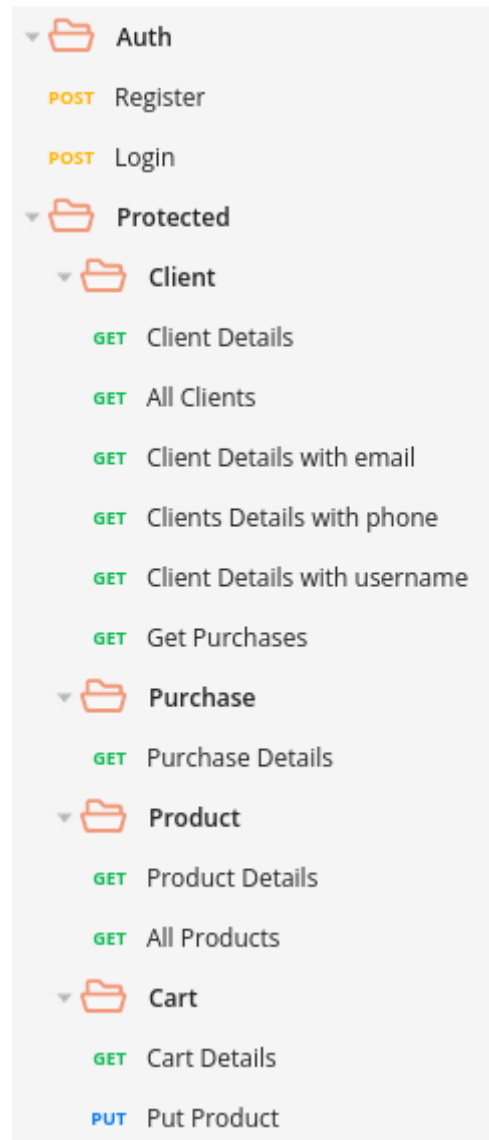 Auth
POST Register
POST Login
Protected
Client
GET Client Details
GET All Clients
GET Client Details with email
GET Clients Details with phone
GET Client Details with username
GET Get Purchases
Purchase
GET Purchase Details
Product
GET Product Details
GET All Products
Cart
GET Cart Details
PUT Put Product